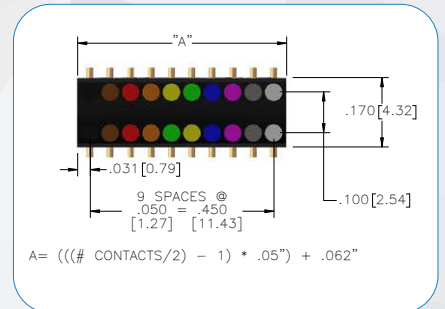 "A"
.170[4.32]
.031[0.79]
.100[2.54]
9 SPACES @
.050 = .450
[1.27] [11.43]
A= (((# CONTACTS/2) - 1) * .05") + .062"